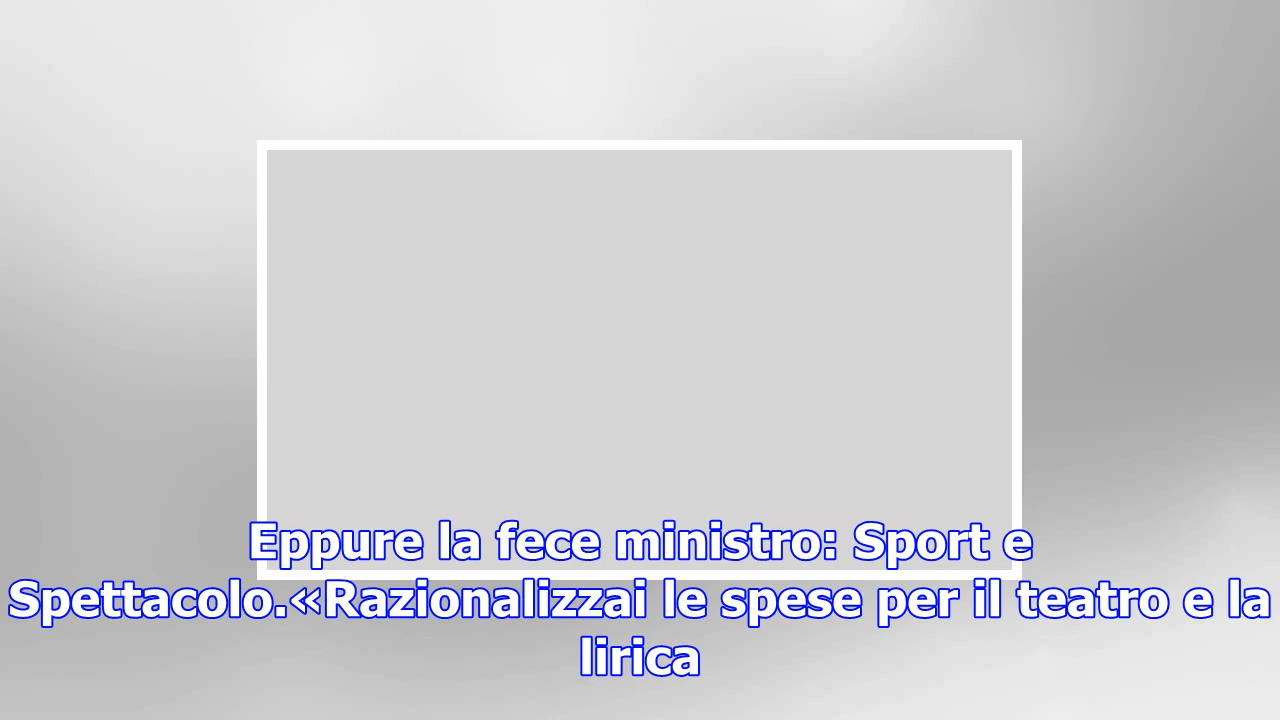 Eppure la fece ministro: Sport e
Spettacolo.«Razionalizzai le spese per il teatro e la
lirica